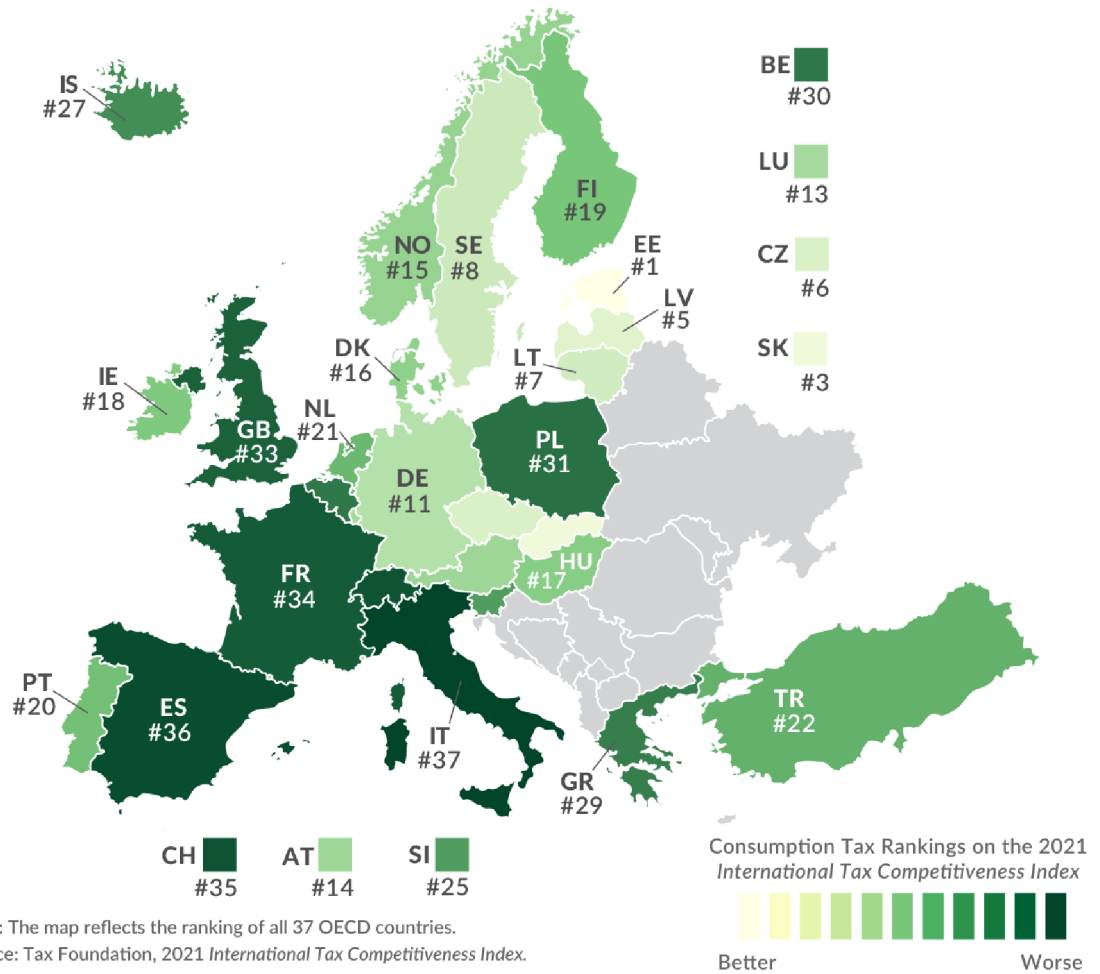 IS
#27
BE
#30
LU
#13
CZ
#6
SK
#3
FI
#19
NO
#15
SE
#8
EE
#1
LV
#5
LT
#7
DK
#16
IE
#18
NL
#21
GB
#33
PL
#31
DE
#11
HU
#17
FR
#34
PT
#20
ES
#36
IT
#37
TR
#22
GR
#29
CH
#35
AT
#14
SI
#25
Consumption Tax Rankings on the 2021
International Tax Competitiveness Index
Better Worse
: The map reflects the ranking of all 37 OECD countries.
ce: Tax Foundation, 2021 International Tax Competitiveness Index.